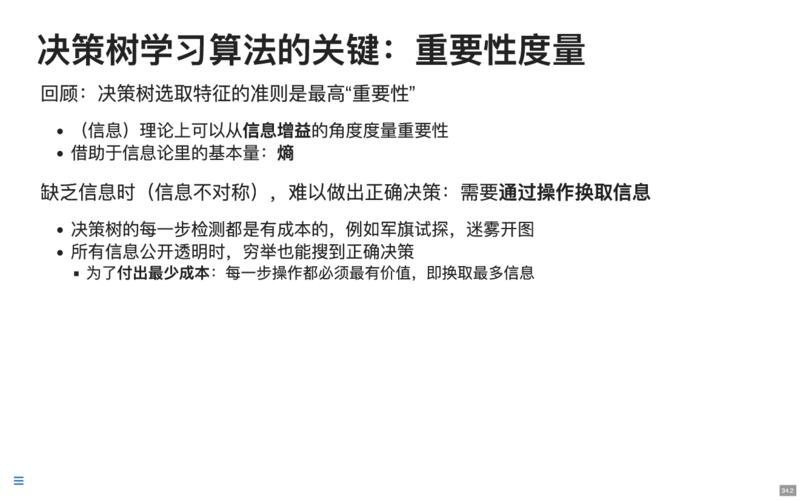 决策树学习算法的关键：重要性度量
回顾：决策树选取特征的准则是最高“重要性”
（信息）理论上可以从信息增益的角度度量重要性
借助于信息论里的基本量：熵
缺乏信息时（信息不对称），难以做出正确决策：需要通过操作换取信息
决策树的每一步检测都是有成本的，例如军旗试探，迷雾开图
所有信息公开透明时，穷举也能搜到正确决策
为了付出最少成本：每一步操作都必须最有价值，即换取最多信息
34.2